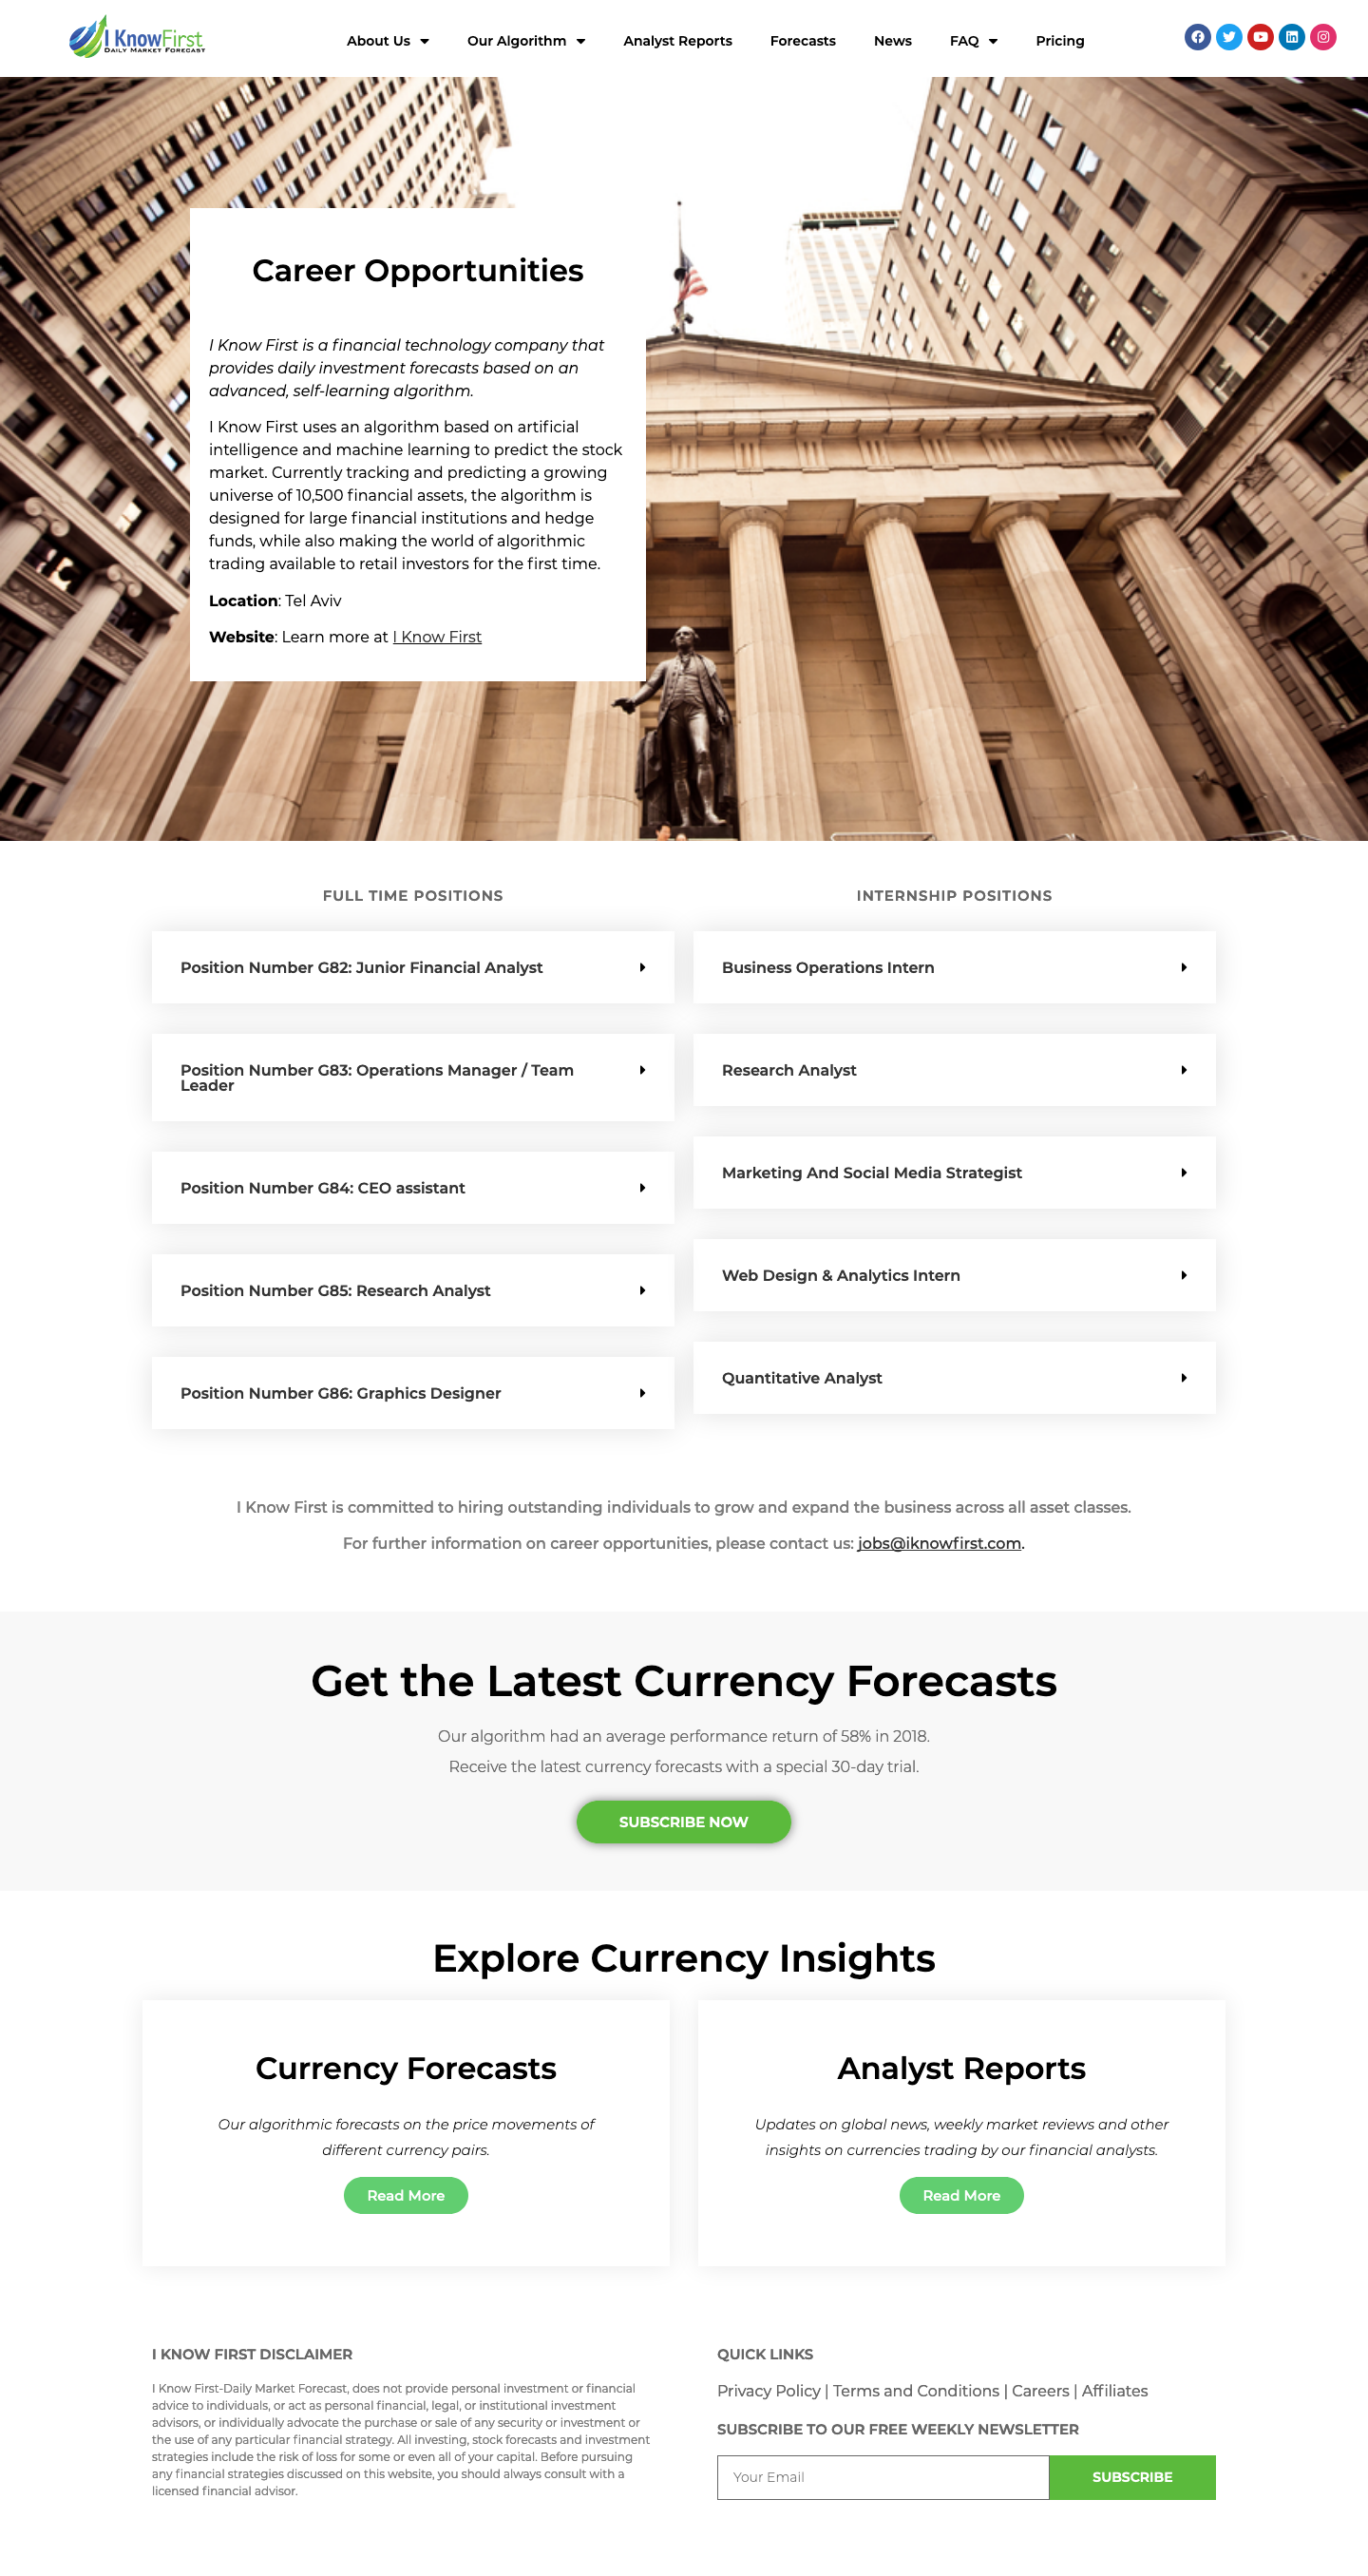 I Know First
DAILY MARKET FORECAST
About Us
Our Algorithm
Analyst Reports
Forecasts
News
FAQ
Pricing
Career Opportunities
I Know First is a financial technology company that
provides daily investment forecasts based on an
advanced, self-learning algorithm.
I Know First uses an algorithm based on artificial
intelligence and machine learning to predict the stock
market. Currently tracking and predicting a growing
universe of 10,500 financial assets, the algorithm is
designed for large financial institutions and hedge
funds, while also making the world of algorithmic
trading available to retail investors for the first time.
Location: Tel Aviv
Website: Learn more at I Know First
FULL TIME POSITIONS
Position Number G82: Junior Financial Analyst
Position Number G83: Operations Manager / Team
Leader
Position Number G84: CEO assistant
Position Number G85: Research Analyst
Position Number G86: Graphics Designer
INTERNSHIP POSITIONS
Business Operations Intern
Research Analyst
Marketing And Social Media Strategist
Web Design & Analytics Intern
Quantitative Analyst
I Know First is committed to hiring outstanding individuals to grow and expand the business across all asset classes.
For further information on career opportunities, please contact us: jobs@iknowfirst.com.
Get the Latest Currency Forecasts
Our algorithm had an average performance return of 58% in 2018.
Receive the latest currency forecasts with a special 30-day trial.
SUBSCRIBE NOW
Explore Currency Insights
Currency Forecasts
Our algorithmic forecasts on the price movements of
different currency pairs.
Read More
Analyst Reports
Updates on global news, weekly market reviews and other
insights on currencies trading by our financial analysts.
Read More
I KNOW FIRST DISCLAIMER
I Know First-Daily Market Forecast, does not provide personal investment or financial
advice to individuals, or act as personal financial, legal, or institutional investment
advisors, or individually advocate the purchase or sale of any security or investment or
the use of any particular financial strategy. All investing, stock forecasts and investment
strategies include the risk of loss for some or even all of your capital. Before pursuing
any financial strategies discussed on this website, you should always consult with a
licensed financial advisor.
QUICK LINKS
Privacy Policy | Terms and Conditions | Careers | Affiliates
SUBSCRIBE TO OUR FREE WEEKLY NEWSLETTER
Your Email
SUBSCRIBE